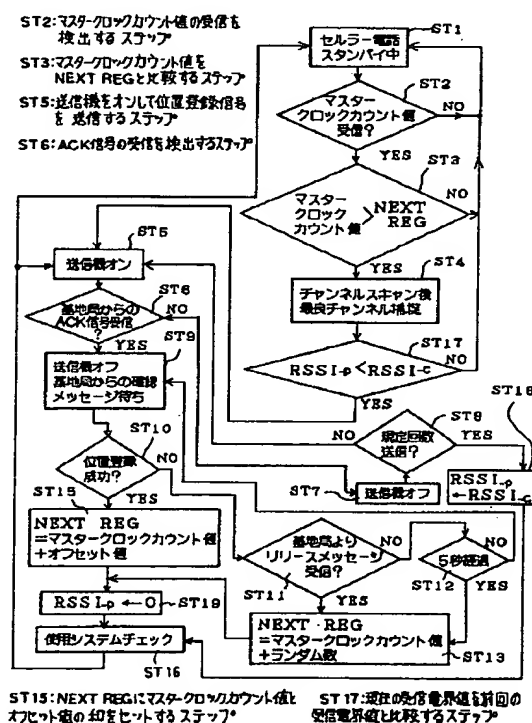 ST2:マスタークロックカウント値の受信を
検出するステップ
ST3:マスタークロックカウント値を
NEXT REGと比較するステップ
ST5:送信機をオンして位置登録信号
を送信するステップ
ST6:ACK信号の受信を検出するステップ
ST1
セルラー電話
スタンバイ中
ST2
マスター
クロックカウント値
受信?
NO
YES
ST3
マスター
クロック
カウント値
>NEXT
REG
NO
YES
ST4
チャンネルスキャン後
最良チャンネル捕捉
ST17
RSSI-P<RSSI-C
NO
YES
ST5
送信機オン
ST6
基地局からの
ACK信号受信
?
NO
YES
ST9
送信機オフ
基地局からの確認
メッセージ待ち
ST8
規定回数
送信?
NO
YES
ST18
RSSI-P
←RSSI-C
ST7
送信機オフ
ST10
位置登録
成功?
NO
YES
ST15
NEXT REG
=マスタークロックカウント値
+オフセット値
ST11
基地局より
リリースメッセージ
受信?
NO
YES
ST12
5秒経過
NO
YES
NEXT・REG
=マスタークロックカウント値
+ランダム数
ST13
RSSI-P←0
ST19
使用システムチェック
ST16
ST15:NEXT REGにマスタークロックカウント値と
オフセット値の和をセットするステップ
ST17:現在の受信電界値を前回の
受信電界値と比較するステップ